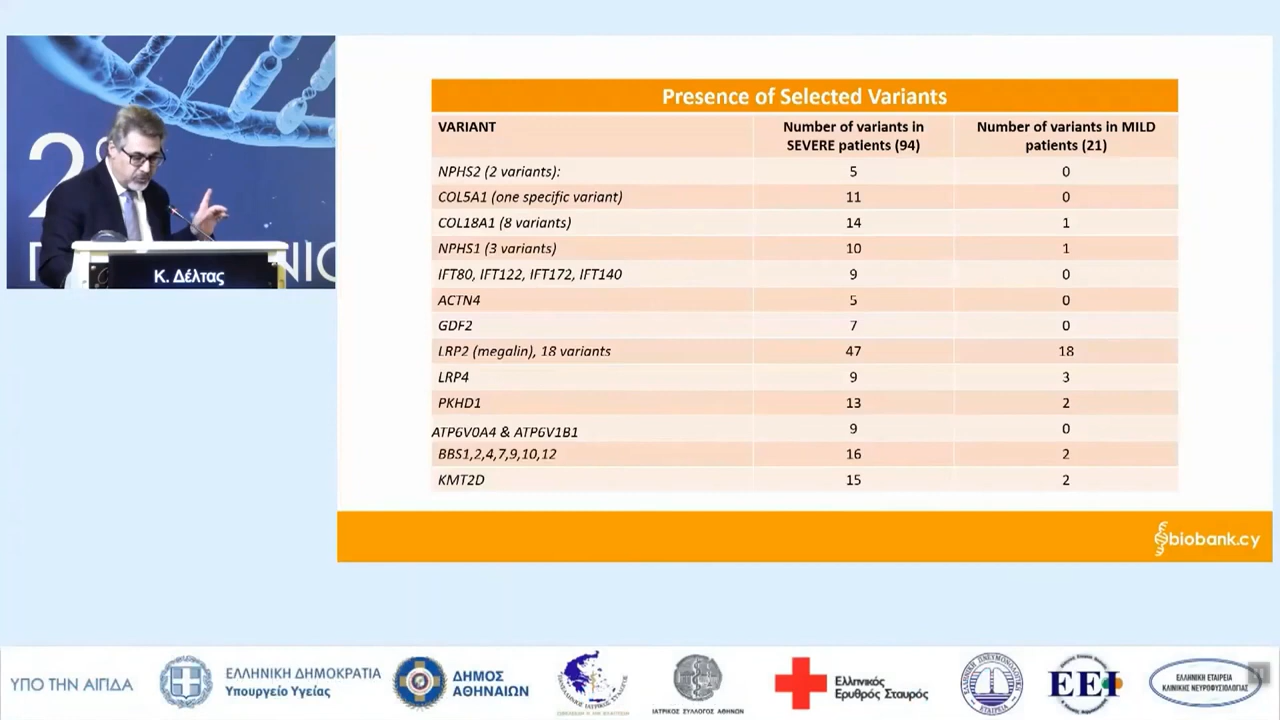 2
Κ. Δέλτας
Presence of Selected Variants
VARIANT
Number of variants in SEVERE patients (94)
Number of variants in MILD patients (21)
NPHS2 (2 variants): 5 0
COL5A1 (one specific variant) 11 0
COL18A1 (8 variants) 14 1
NPHS1 (3 variants) 10 1
IFT80, IFT122, IFT172, IFT140 9 0
ACTN4 5 0
GDF2 7 0
LRP2 (megalin), 18 variants 47 18
LRP4 9 3
PKHD1 13 2
ATP6V0A4 & ATP6V1B1 9 0
BBS1,2,4,7,9,10,12 16 2
KMT2D 15 2
biobank.cy
ΥΠΟ ΤΗΝ ΑΙΓΙΔΑ
ΕΛΛΗΝΙΚΗ ΔΗΜΟΚΡΑΤΙΑ
Υπουργείο Υγείας
ΔΗΜΟΣ
ΑΘΗΝΑΙΩΝ
ΙΑΤΡΙΚΟΣ ΣΥΛΛΟΓΟΣ ΑΘΗΝΩΝ
Ελληνικός
Ερυθρός Σταυρός
ΕΛΛΗΝΙΚΗ ΠΝΕΥΜΟΝΟΛΟΓΙΚΗ
ΕΤΑΙΡΕΙΑ
ΕΕΙ
ΕΛΛΗΝΙΚΗ ΕΤΑΙΡΕΙΑ
ΚΛΙΝΙΚΗΣ ΝΕΥΡΟΦΥΣΙΟΛΟΓΙΑΣ